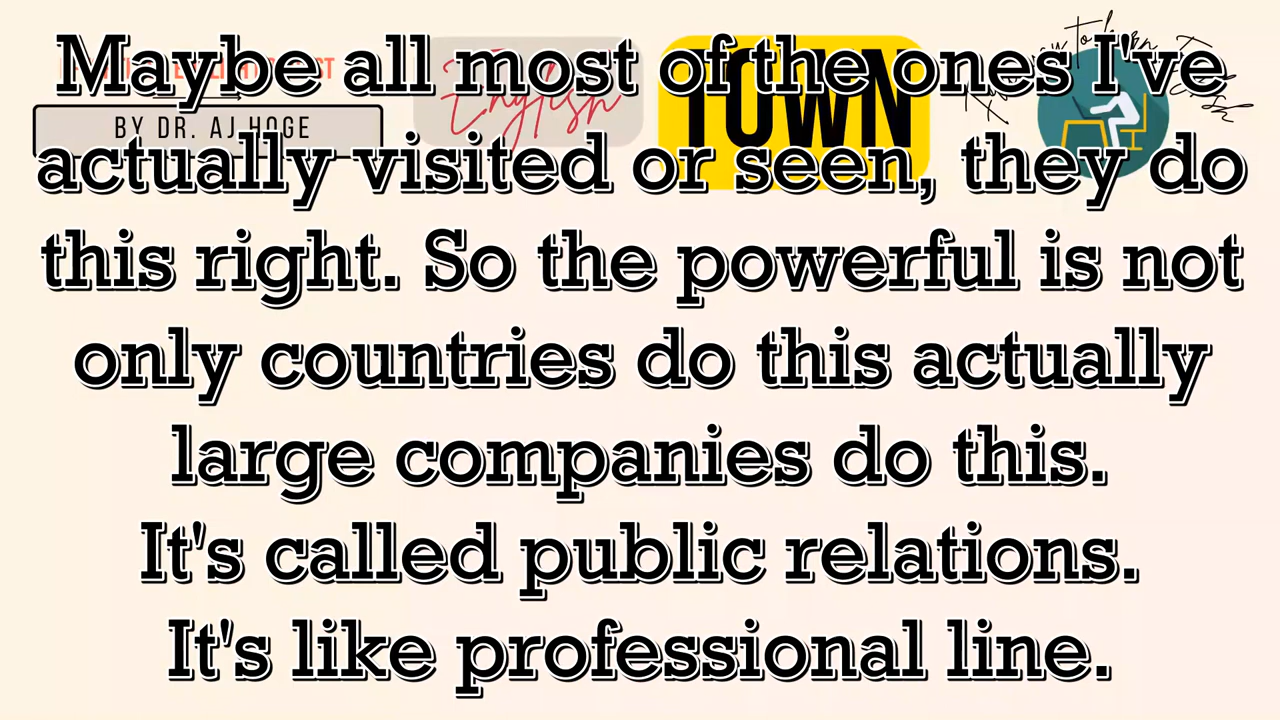 Maybe all most of the ones I've
BY DR. AJ HOGE
English
TOWN
actually visited or seen, they do
this right. So the powerful is not
only countries do this actually
large companies do this.
It's called public relations.
It's like professional line.